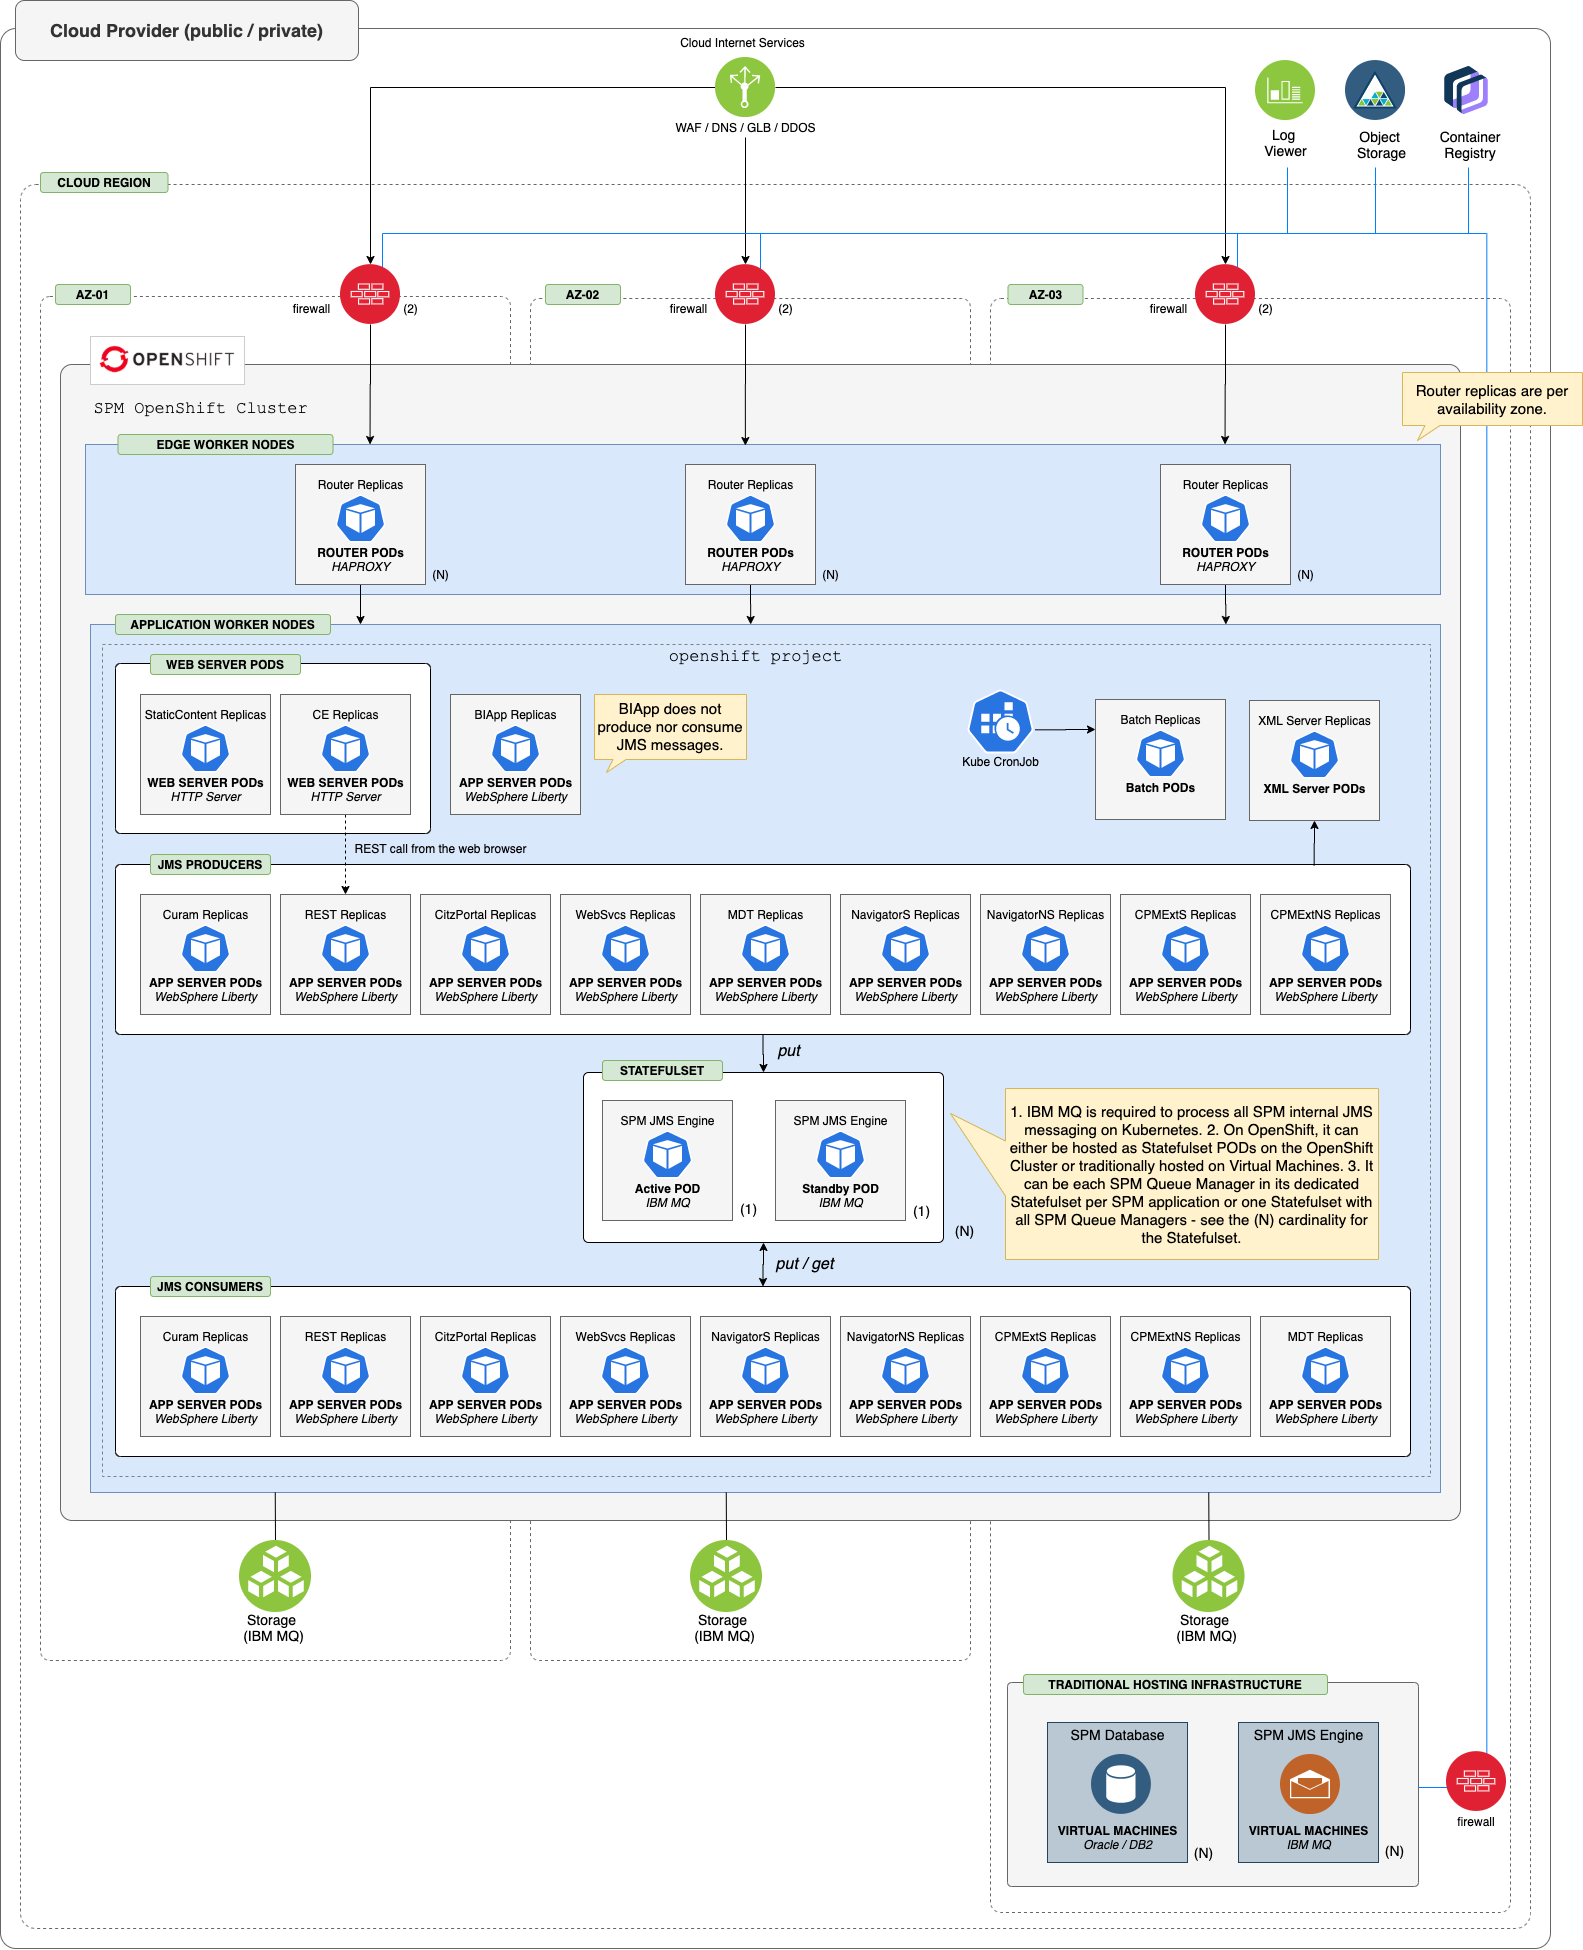 Cloud Provider (public / private)
Cloud Internet Services
WAF / DNS / GLB / DDOS
Log
Viewer
Object
Storage
Container
Registry
CLOUD REGION
AZ-01
firewall
(2)
AZ-02
firewall
(2)
AZ-03
firewall
(2)
OPENSHIFT
SPM OpenShift Cluster
Router replicas are per
availability zone.
EDGE WORKER NODES
Router Replicas
ROUTER PODs
HAPROXY
(N)
Router Replicas
ROUTER PODs
HAPROXY
(N)
Router Replicas
ROUTER PODs
HAPROXY
(N)
APPLICATION WORKER NODES
openshift project
WEB SERVER PODS
StaticContent Replicas
WEB SERVER PODs
HTTP Server
CE Replicas
WEB SERVER PODs
HTTP Server
BIApp Replicas
APP SERVER PODs
WebSphere Liberty
BIApp does not
produce nor consume
JMS messages.
Kube CronJob
Batch Replicas
Batch PODs
XML Server Replicas
XML Server PODs
REST call from the web browser
JMS PRODUCERS
Curam Replicas
APP SERVER PODs
WebSphere Liberty
REST Replicas
APP SERVER PODs
WebSphere Liberty
CitzPortal Replicas
APP SERVER PODs
WebSphere Liberty
WebSvcs Replicas
APP SERVER PODs
WebSphere Liberty
MDT Replicas
APP SERVER PODs
WebSphere Liberty
NavigatorS Replicas
APP SERVER PODs
WebSphere Liberty
NavigatorNS Replicas
APP SERVER PODs
WebSphere Liberty
CPMExtS Replicas
APP SERVER PODs
WebSphere Liberty
CPMExtNS Replicas
APP SERVER PODs
WebSphere Liberty
put
STATEFULSET
SPM JMS Engine
Active POD
IBM MQ
(1)
SPM JMS Engine
Standby POD
IBM MQ
(1)
(N)
1. IBM MQ is required to process all SPM internal JMS
messaging on Kubernetes. 2. On OpenShift, it can
either be hosted as Statefulset PODs on the OpenShift
Cluster or traditionally hosted on Virtual Machines. 3. It
can be each SPM Queue Manager in its dedicated
Statefulset per SPM application or one Statefulset with
all SPM Queue Managers - see the (N) cardinality for
the Statefulset.
put / get
JMS CONSUMERS
Curam Replicas
APP SERVER PODs
WebSphere Liberty
REST Replicas
APP SERVER PODs
WebSphere Liberty
CitzPortal Replicas
APP SERVER PODs
WebSphere Liberty
WebSvcs Replicas
APP SERVER PODs
WebSphere Liberty
NavigatorS Replicas
APP SERVER PODs
WebSphere Liberty
NavigatorNS Replicas
APP SERVER PODs
WebSphere Liberty
CPMExtS Replicas
APP SERVER PODs
WebSphere Liberty
CPMExtNS Replicas
APP SERVER PODs
WebSphere Liberty
MDT Replicas
APP SERVER PODs
WebSphere Liberty
Storage
(IBM MQ)
Storage
(IBM MQ)
Storage
(IBM MQ)
TRADITIONAL HOSTING INFRASTRUCTURE
SPM Database
VIRTUAL MACHINES
Oracle / DB2
(N)
SPM JMS Engine
VIRTUAL MACHINES
IBM MQ
(N)
firewall